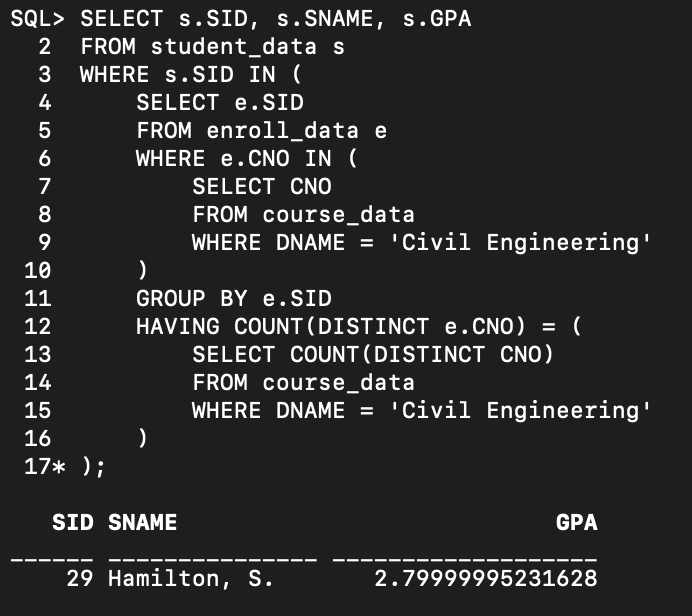 SQL> SELECT s.SID, s.SNAME, s.GPA
  2  FROM student_data s
  3  WHERE s.SID IN (
  4      SELECT e.SID
  5      FROM enroll_data e
  6      WHERE e.CNO IN (
  7          SELECT CNO
  8          FROM course_data
  9          WHERE DNAME = 'Civil Engineering'
 10      )
 11      GROUP BY e.SID
 12      HAVING COUNT(DISTINCT e.CNO) = (
 13          SELECT COUNT(DISTINCT CNO)
 14          FROM course_data
 15          WHERE DNAME = 'Civil Engineering'
 16      )
 17* );
   SID SNAME                           GPA
______ _______________ ___________________
    29 Hamilton, S.       2.79999995231628